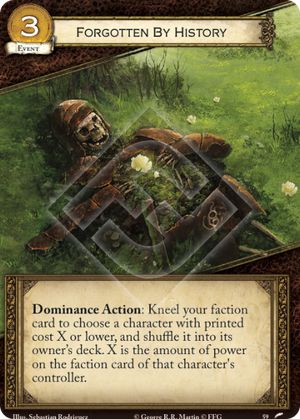 3
EVENT
FORGOTTEN BY HISTORY
Dominance Action: Kneel your faction
card to choose a character with printed
cost X or lower, and shuffle it into its
owner's deck. X is the amount of power
on the faction card of that character's
controller.
Illus. Sebastian Rodriguez © George R.R. Martin © FFG 59